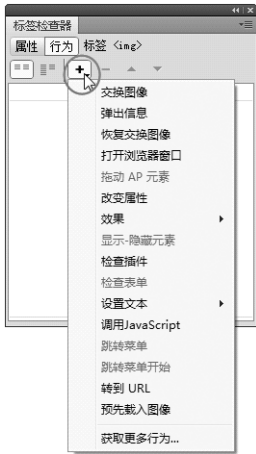 标签检查器
属性 行为 标签 <img>
交换图像
弹出信息
恢复交换图像
打开浏览器窗口
拖动 AP 元素
改变属性
效果
显示-隐藏元素
检查插件
检查表单
设置文本
调用JavaScript
跳转菜单
跳转菜单开始
转到 URL
预先载入图像
获取更多行为...